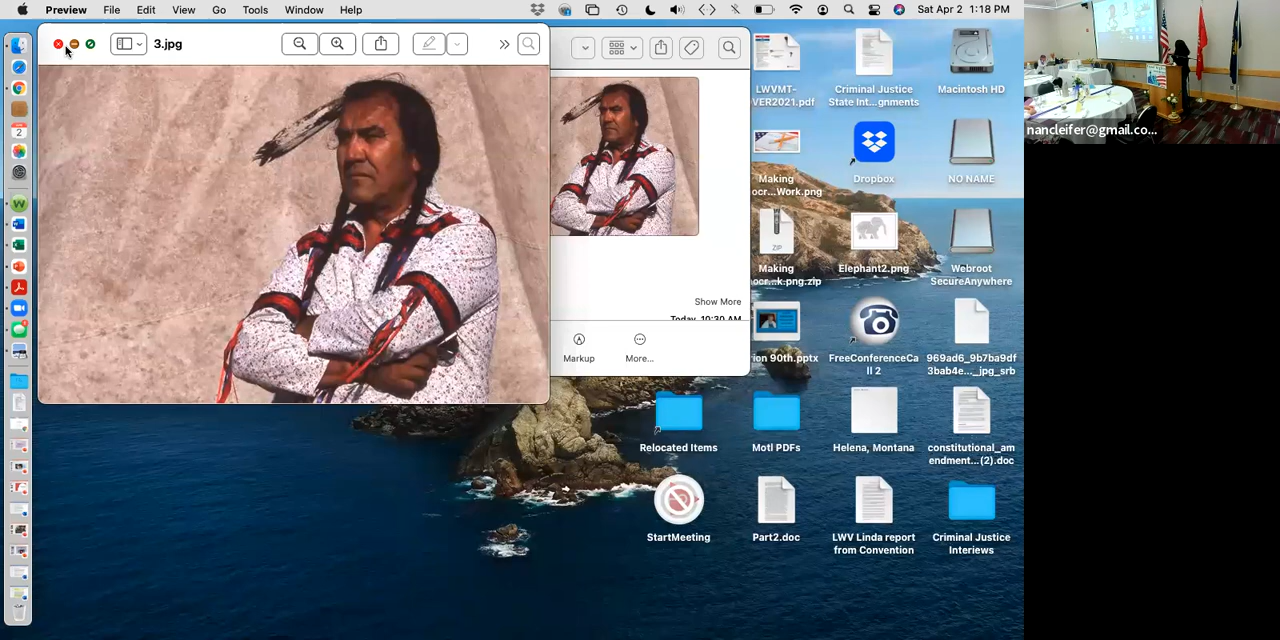 Preview File Edit View Go Tools Window Help
Sat Apr 2 1:18 PM
3.jpg
2
W
Show More
Today, 10:30 AM
Markup
More...
LWVMT-
VER2021.pdf
Criminal Justice
State Int...gnments
Macintosh HD
Making
ocr...Work.png
Dropbox
NO NAME
ZIP
Making
...k.png.zip
Elephant2.png
Webroot
SecureAnywhere
ion 90th.pptx
FreeConferenceCa
ll 2
969ad6_9b7ba9df
3bab4e..._jpg_srb
Relocated Items
Motl PDFs
Helena, Montana
constitutional_am
endment...(2).doc
StartMeeting
Part2.doc
LWV Linda report
from Convention
Criminal Justice
Interiews
nancleifer@gmail.co...